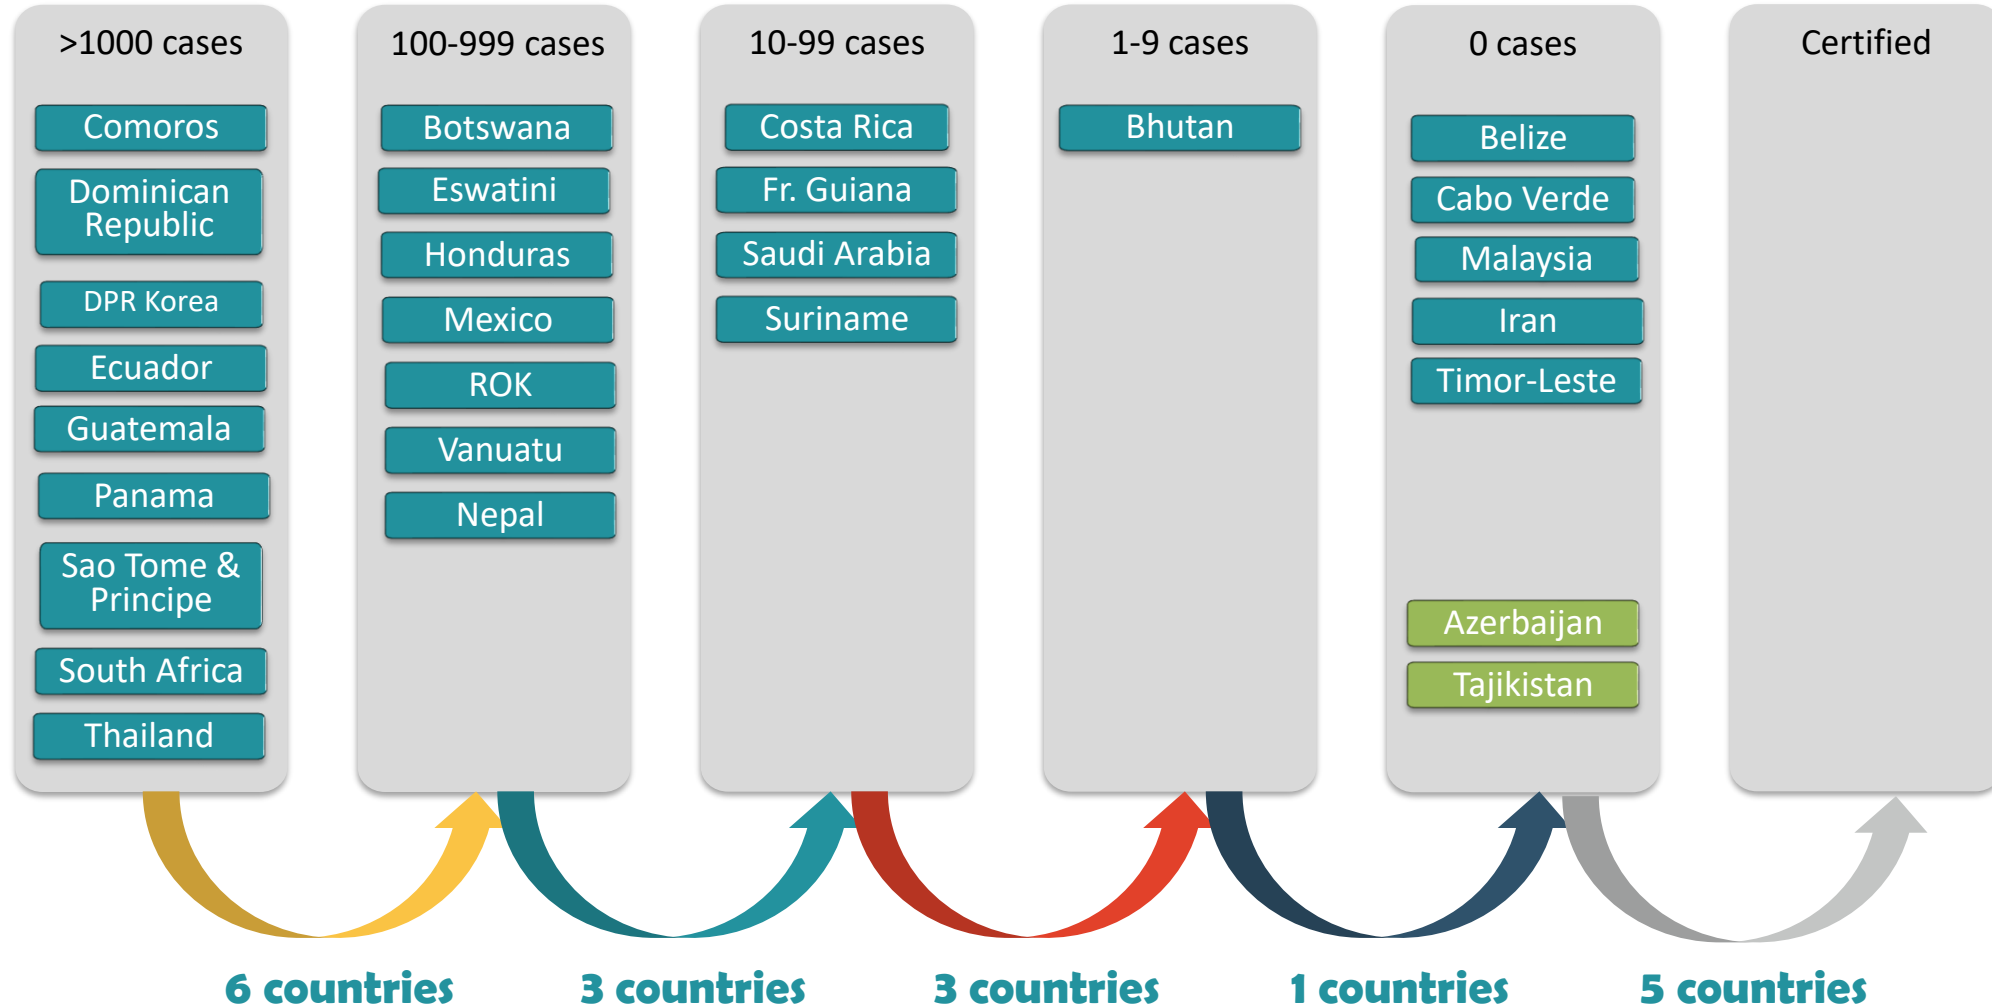 >1000 cases
Comoros
Dominican
Republic
DPR Korea
Ecuador
Guatemala
Panama
Sao Tome &
Principe
South Africa
Thailand
100-999 cases
Botswana
Eswatini
Honduras
Mexico
ROK
Vanuatu
Nepal
10-99 cases
Costa Rica
Fr. Guiana
Saudi Arabia
Suriname
1-9 cases
Bhutan
0 cases
Belize
Cabo Verde
Malaysia
Iran
Timor-Leste
Azerbaijan
Tajikistan
Certified
6 countries
3 countries
3 countries
1 countries
5 countries